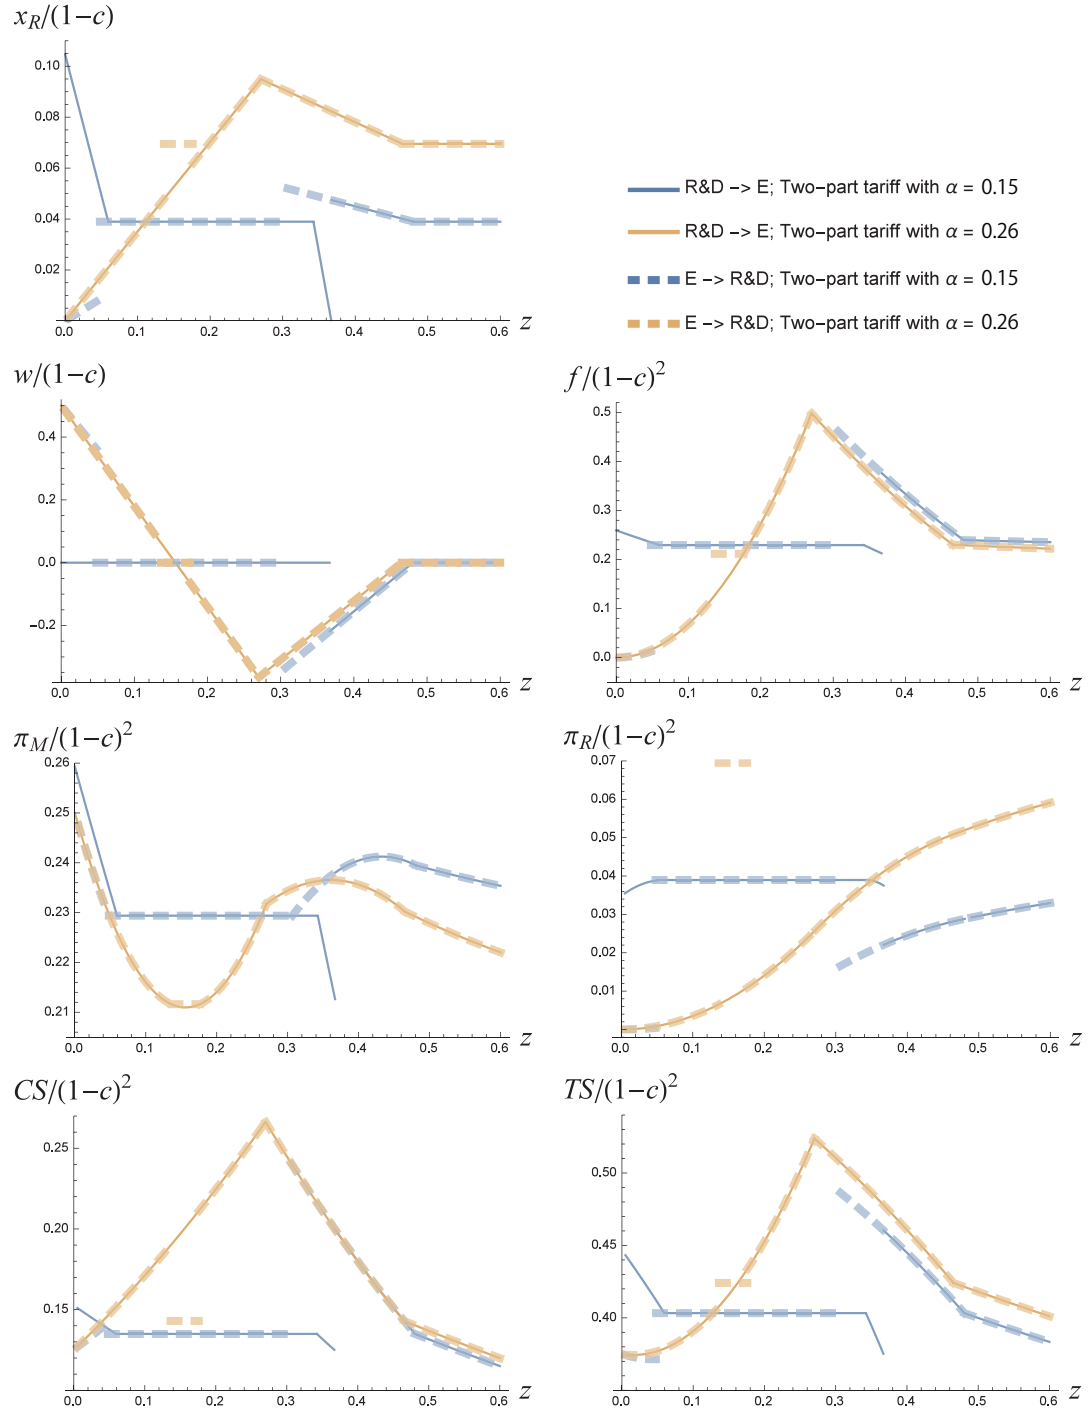 x_R/(1−c)
0.10
0.08
0.06
0.04
0.02
0.0 0.1 0.2 0.3 0.4 0.5 0.6 z
R&D −> E; Two−part tariff with α = 0.15
R&D −> E; Two−part tariff with α = 0.26
E −> R&D; Two−part tariff with α = 0.15
E −> R&D; Two−part tariff with α = 0.26
w/(1−c)
0.4
0.2
0.0
−0.2
0.0 0.1 0.2 0.3 0.4 0.5 0.6 z
f/(1−c)²
0.5
0.4
0.3
0.2
0.1
0.0
0.0 0.1 0.2 0.3 0.4 0.5 0.6 z
π_M/(1−c)²
0.26
0.25
0.24
0.23
0.22
0.21
0.0 0.1 0.2 0.3 0.4 0.5 0.6 z
π_R/(1−c)²
0.07
0.06
0.05
0.04
0.03
0.02
0.01
0.0 0.1 0.2 0.3 0.4 0.5 0.6 z
CS/(1−c)²
0.25
0.20
0.15
0.0 0.1 0.2 0.3 0.4 0.5 0.6 z
TS/(1−c)²
0.50
0.45
0.40
0.0 0.1 0.2 0.3 0.4 0.5 0.6 z